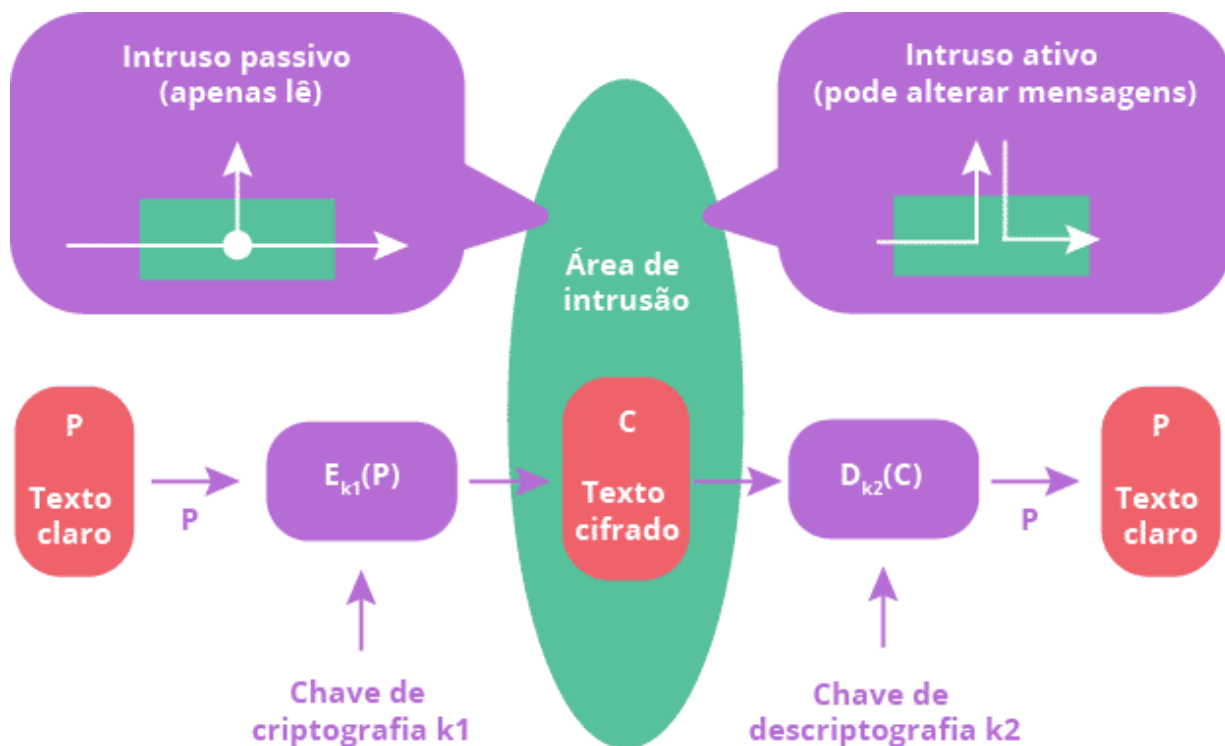 Intruso passivo
(apenas lê)
Intruso ativo
(pode alterar mensagens)
Área de
intrusão
P
Texto
claro
P
Ek1(P)
C
Texto
cifrado
Dk2(C)
P
P
Texto
claro
Chave de
criptografia k1
Chave de
descriptografia k2